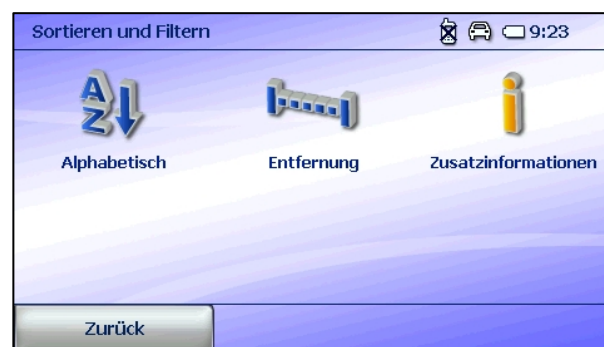 Sortieren und Filtern 9:23
A
Z
Alphabetisch Entfernung Zusatzinformationen
Zurück